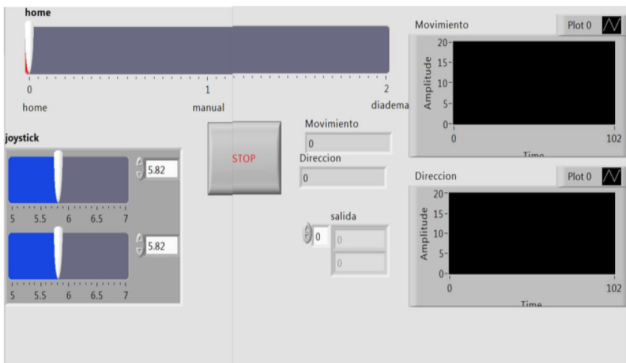 home
0 1 2
home manual diadema
joystick
5.82
5 5.5 6 6.5 7
5.82
5 5.5 6 6.5 7
STOP
Movimiento
0
Direccion
0
salida
0 0
0
Movimiento Plot 0
Amplitude
20
15
10
5
0
0 102
Time
Direccion Plot 0
Amplitude
20
15
10
5
0
0 102
Time